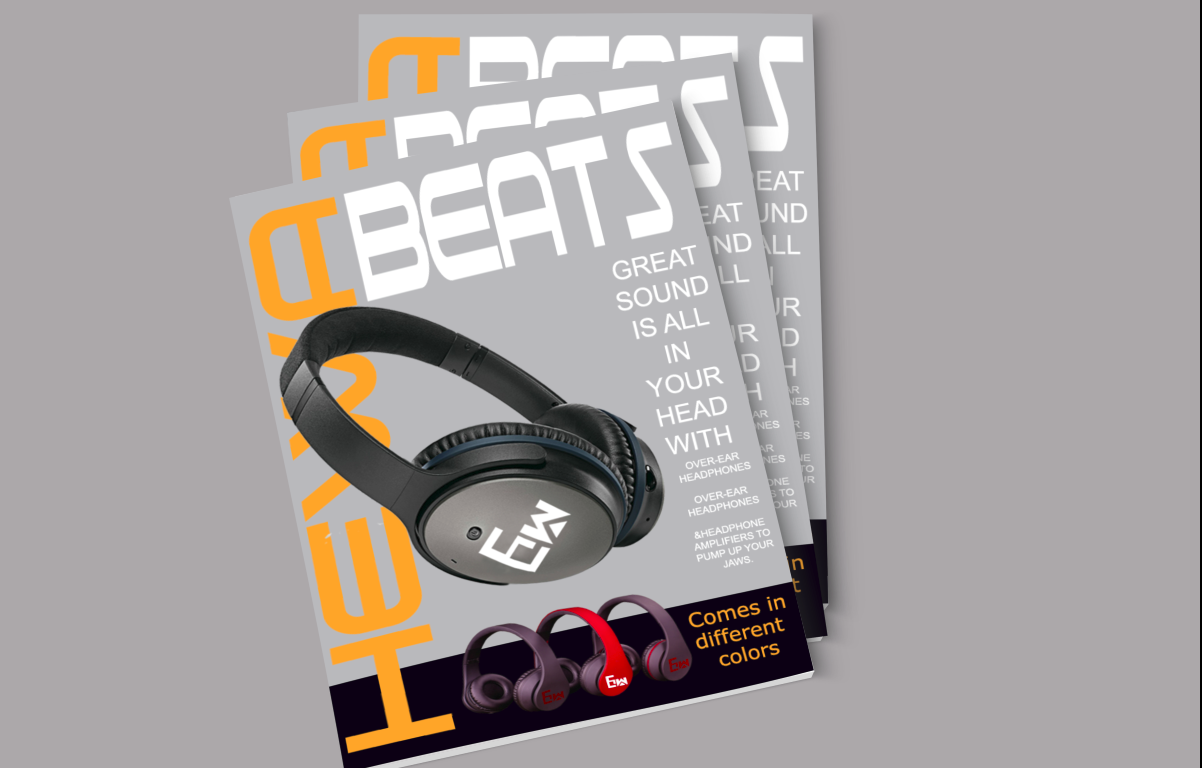 BEATS
GREAT
SOUND
IS ALL
IN
YOUR
HEAD
WITH
OVER-EAR
HEADPHONES
OVER-EAR
HEADPHONES
&HEADPHONE
AMPLIFIERS TO
PUMP UP YOUR
JAWS.
Comes in
different
colors